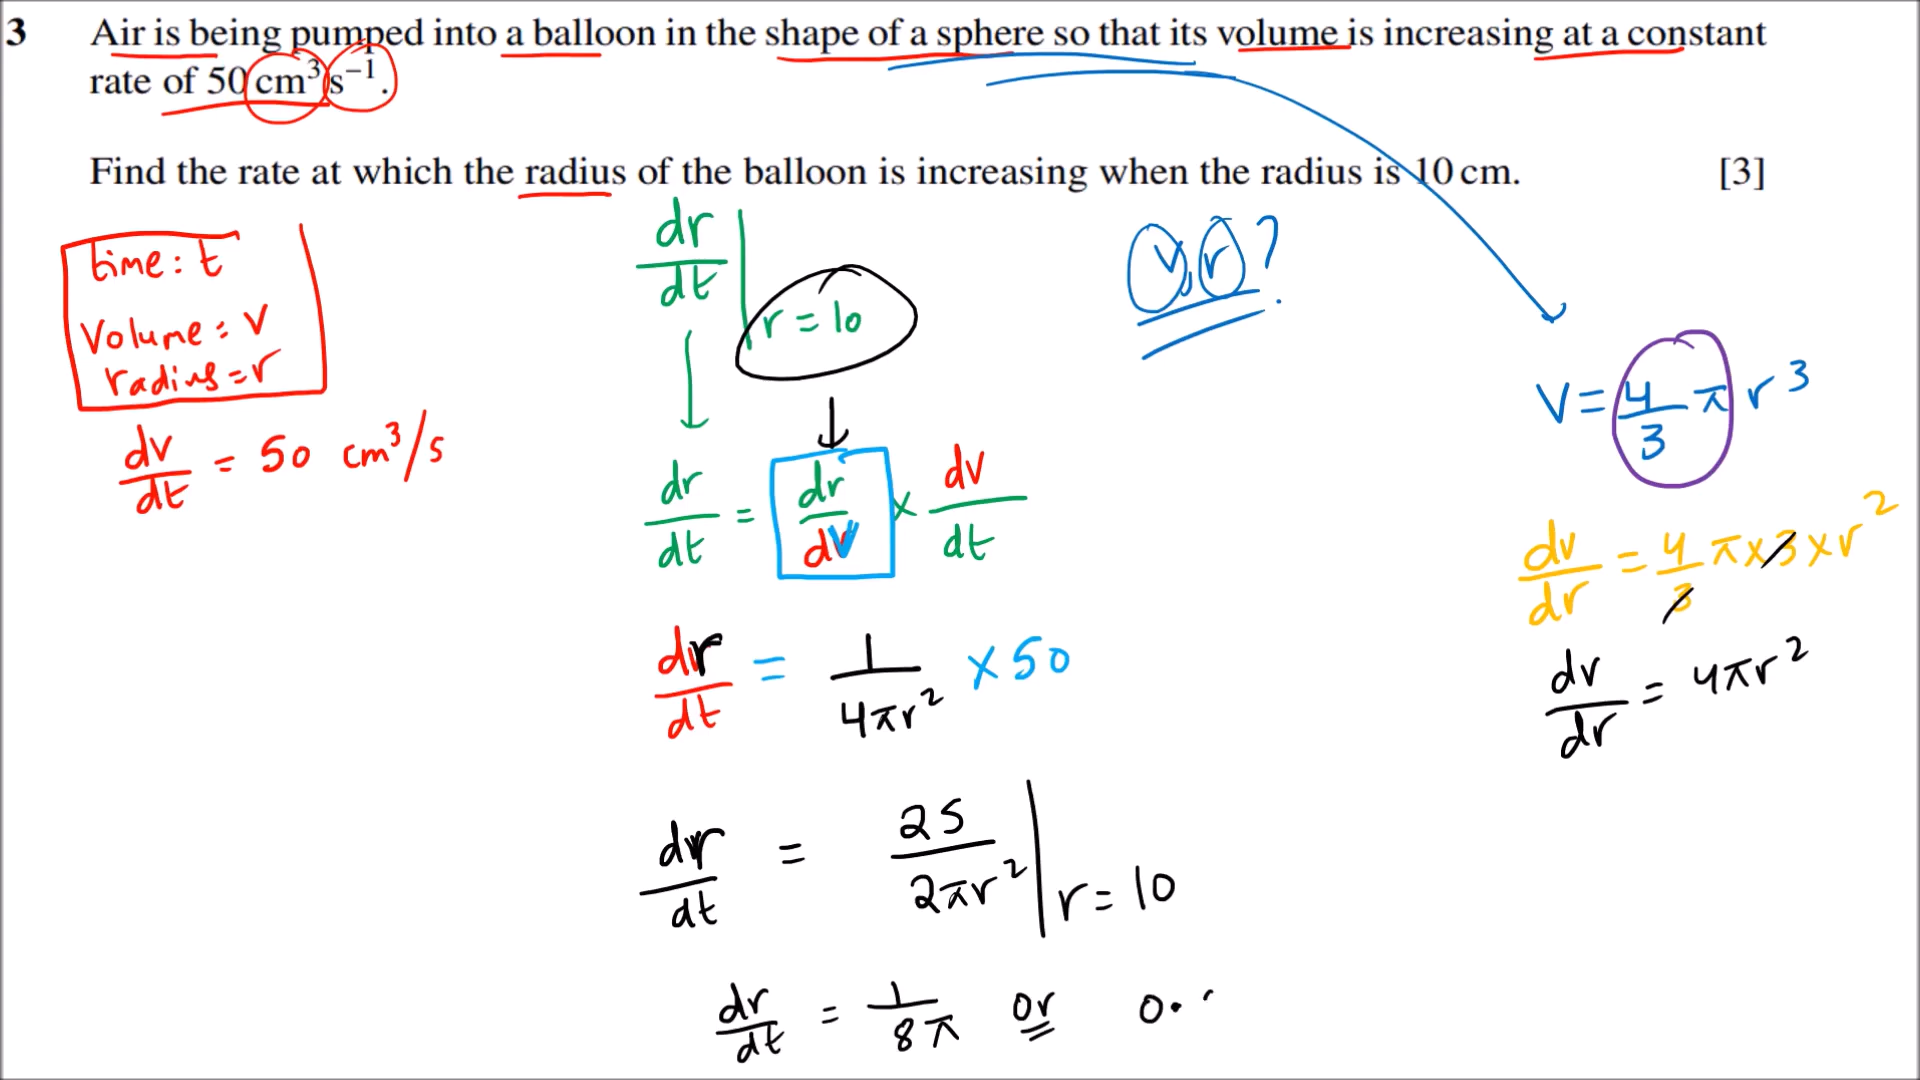 3 Air is being pumped into a balloon in the shape of a sphere so that its volume is increasing at a constant
rate of 50 cm³ s⁻¹.
Find the rate at which the radius of the balloon is increasing when the radius is 10 cm. [3]
time: t
Volume = V
radius = r
dv/dt = 50 cm³/s
dr/dt | r = 10
V, r ?
V = 4/3 π r³
dr/dt = dr/dV × dv/dt
dv/dr = 4/3 π × 3 × r²
dr/dt = 1/4πr² × 50
dv/dr = 4πr²
dr/dt = 25/2πr² | r = 10
dr/dt = 1/8π or 0.